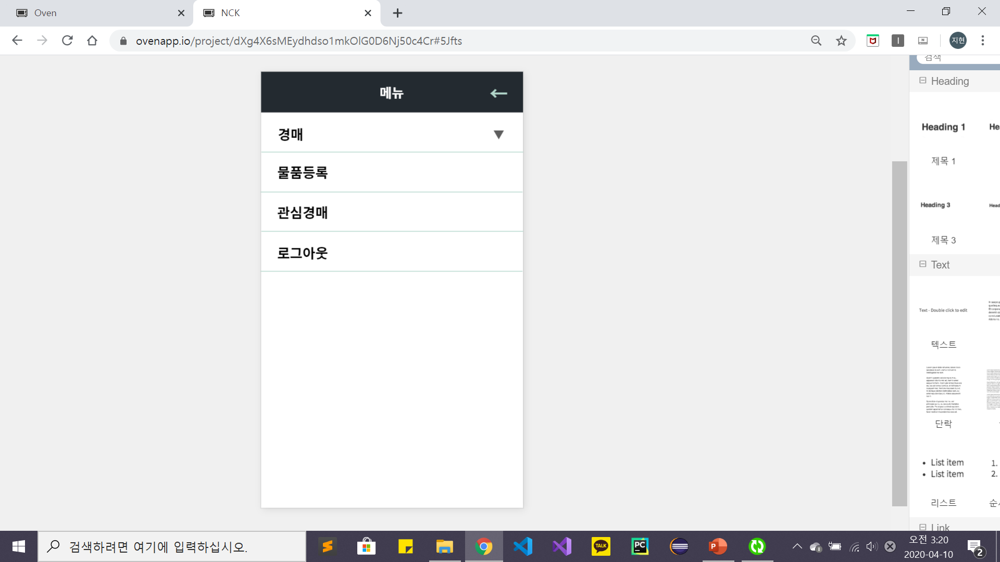 Oven
NCK
ovenapp.io/project/dXg4X6sMEydhdso1mkOlG0D6Nj50c4Cr#5Jfts
지현
검색
Heading
메뉴
경매
물품등록
관심경매
로그아웃
Heading 1
제목 1
Heading 3
제목 3
Text
Text - Double click to edit
텍스트
단락
List item
List item
1.
2.
리스트
Link
검색하려면 여기에 입력하십시오.
TALK
PC
오전 3:20
2020-04-10
2